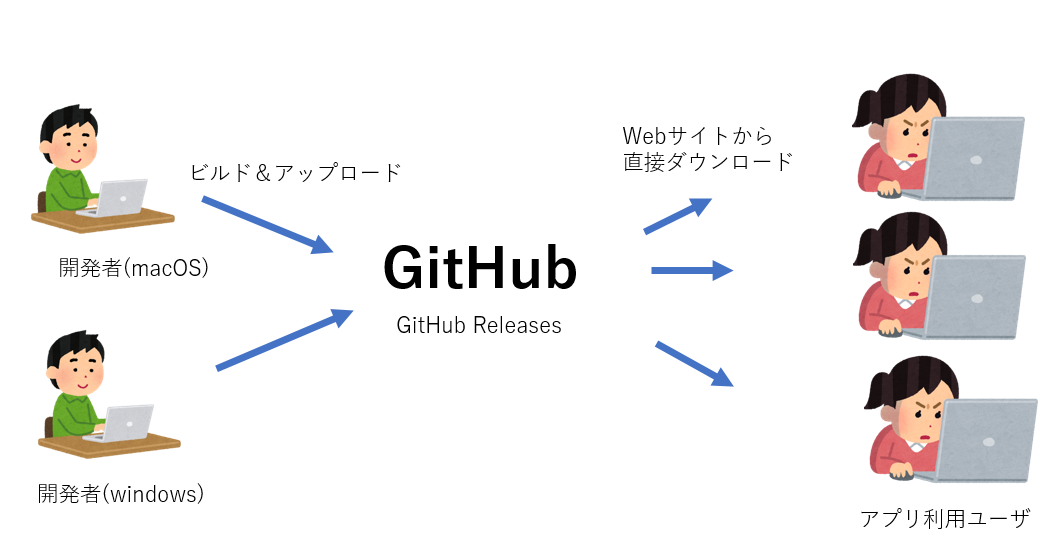 Webサイトから
直接ダウンロード
ビルド＆アップロード
開発者(macOS)
GitHub
GitHub Releases
開発者(windows)
アプリ利用ユーザ